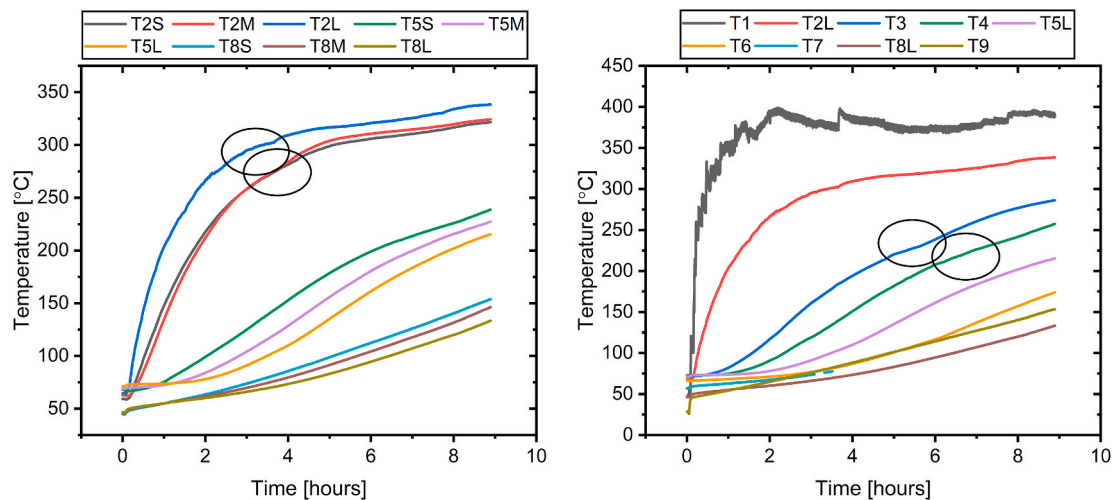 T2S T2M T2L T5S T5M
T5L T8S T8M T8L
Temperature [°C]
350
300
250
200
150
100
50
0 2 4 6 8 10
Time [hours]
T1 T2L T3 T4 T5L
T6 T7 T8L T9
Temperature [°C]
450
400
350
300
250
200
150
100
50
0
0 2 4 6 8 10
Time [hours]